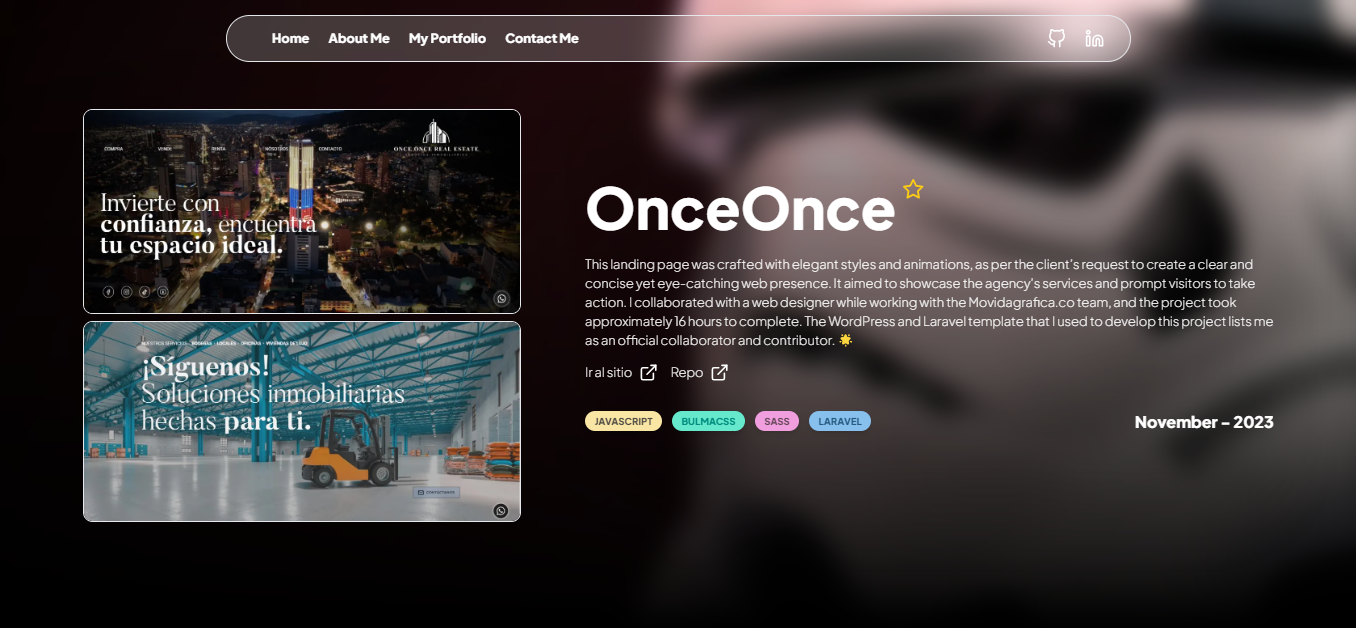 Home About Me My Portfolio Contact Me
COMPRA VENDE RENTA NOSOTROS CONTACTO
ONCE ONCE REAL ESTATE
Invierte con
confianza, encuentra
tu espacio ideal.
NUESTROS SERVICIOS - BODEGAS - LOCALES - OFICINAS - VIVIENDAS DE LUJO
¡Síguenos!
Soluciones inmobiliarias
hechas para ti.
OnceOnce
This landing page was crafted with elegant styles and animations, as per the client's request to create a clear and
concise yet eye-catching web presence. It aimed to showcase the agency's services and prompt visitors to take
action. I collaborated with a web designer while working with the Movidagrafica.co team, and the project took
approximately 16 hours to complete. The WordPress and Laravel template that I used to develop this project lists me
as an official collaborator and contributor. 🌟
Ir al sitio Repo
JAVASCRIPT BULMACSS SASS LARAVEL
November - 2023